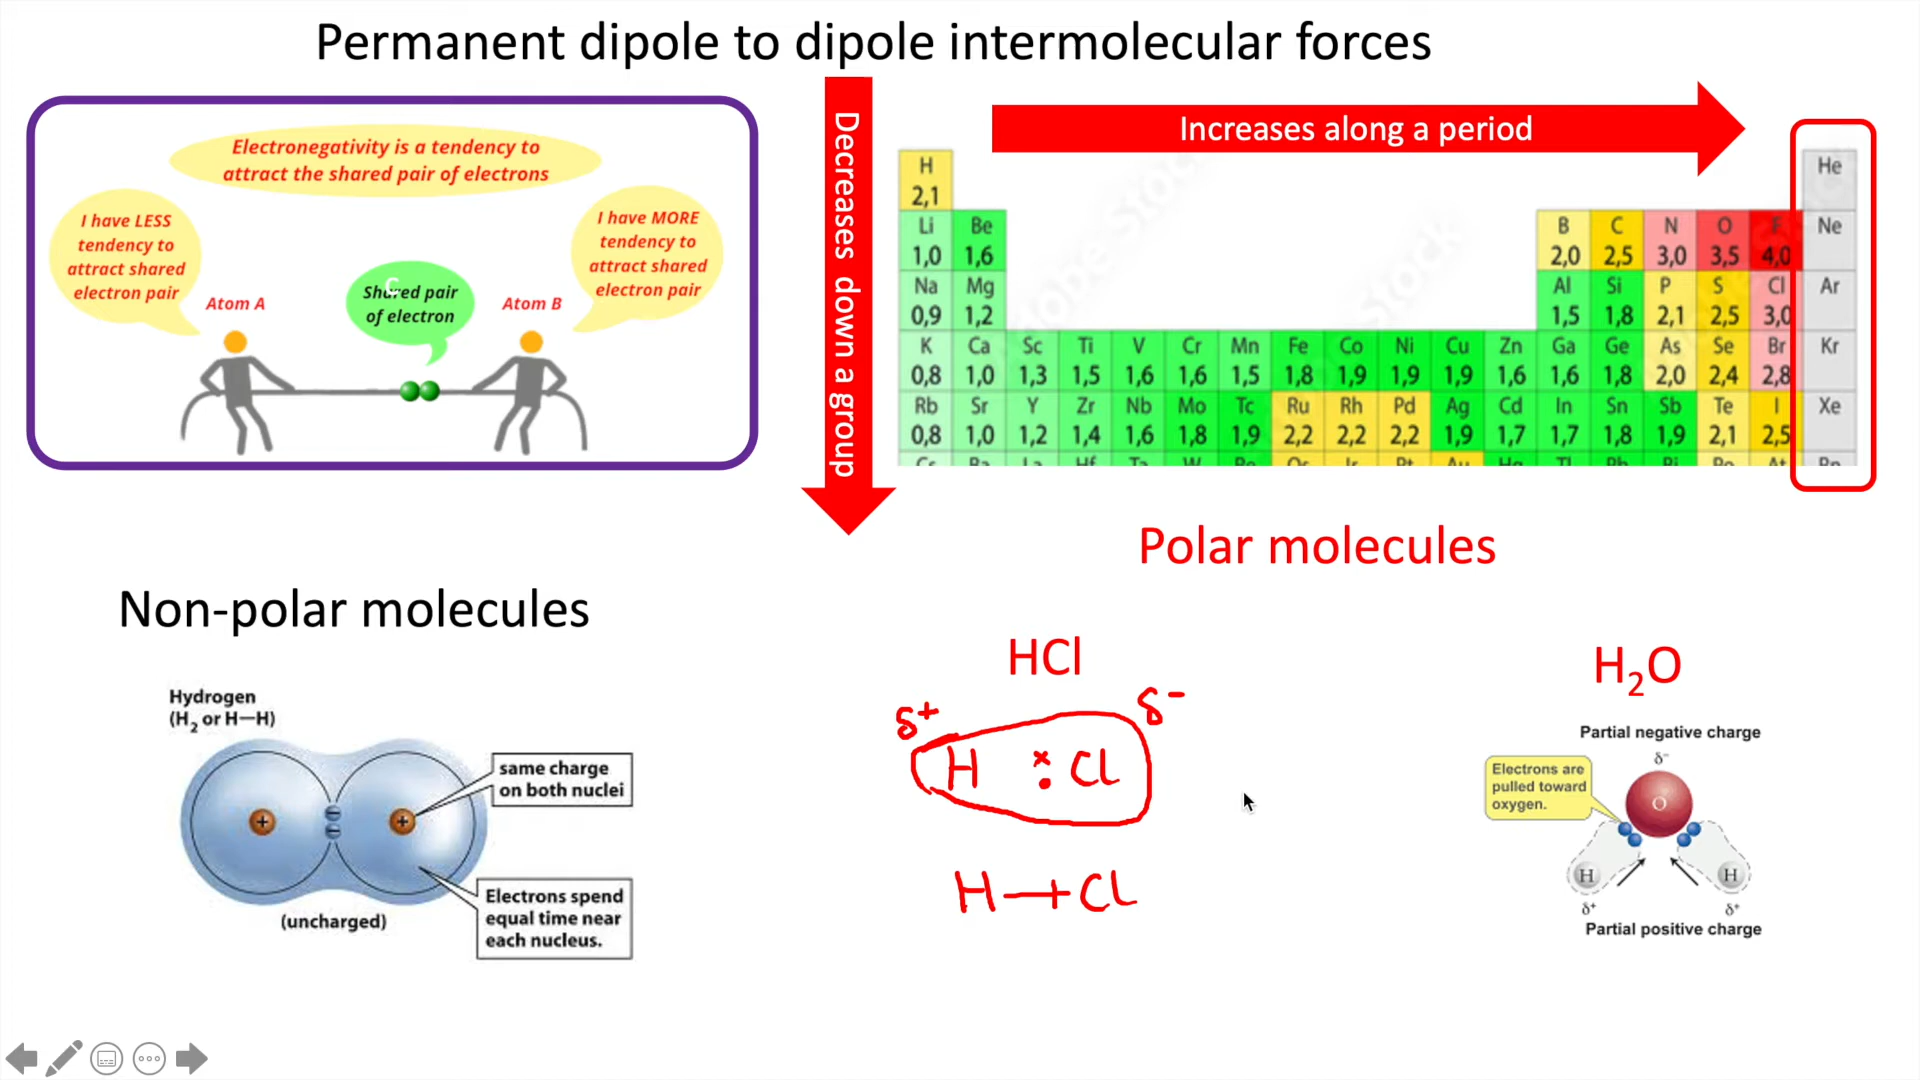 Permanent dipole to dipole intermolecular forces
Electronegativity is a tendency to
attract the shared pair of electrons
I have LESS
tendency to
attract shared
electron pair
Atom A
Shared pair
of electron
Atom B
I have MORE
tendency to
attract shared
electron pair
Decreases down a group
Increases along a period
H He
2,1
Li Be B C N O F Ne
1,0 1,6 2,0 2,5 3,0 3,5 4,0
Na Mg Al Si P S Cl Ar
0,9 1,2 1,5 1,8 2,1 2,5 3,0
K Ca Sc Ti V Cr Mn Fe Co Ni Cu Zn Ga Ge As Se Br Kr
0,8 1,0 1,3 1,5 1,6 1,6 1,5 1,8 1,9 1,9 1,9 1,6 1,6 1,8 2,0 2,4 2,8
Rb Sr Y Zr Nb Mo Tc Ru Rh Pd Ag Cd In Sn Sb Te I Xe
0,8 1,0 1,2 1,4 1,6 1,8 1,9 2,2 2,2 2,2 1,9 1,7 1,7 1,8 1,9 2,1 2,5
Non-polar molecules
Hydrogen
(H₂ or H—H)
same charge
on both nuclei
Electrons spend
equal time near
each nucleus.
(uncharged)
Polar molecules
HCl
δ+ δ−
H Cl
H Cl
H₂O
Partial negative charge
δ−
Electrons are
pulled toward
oxygen.
O
H H
δ+ δ+
Partial positive charge